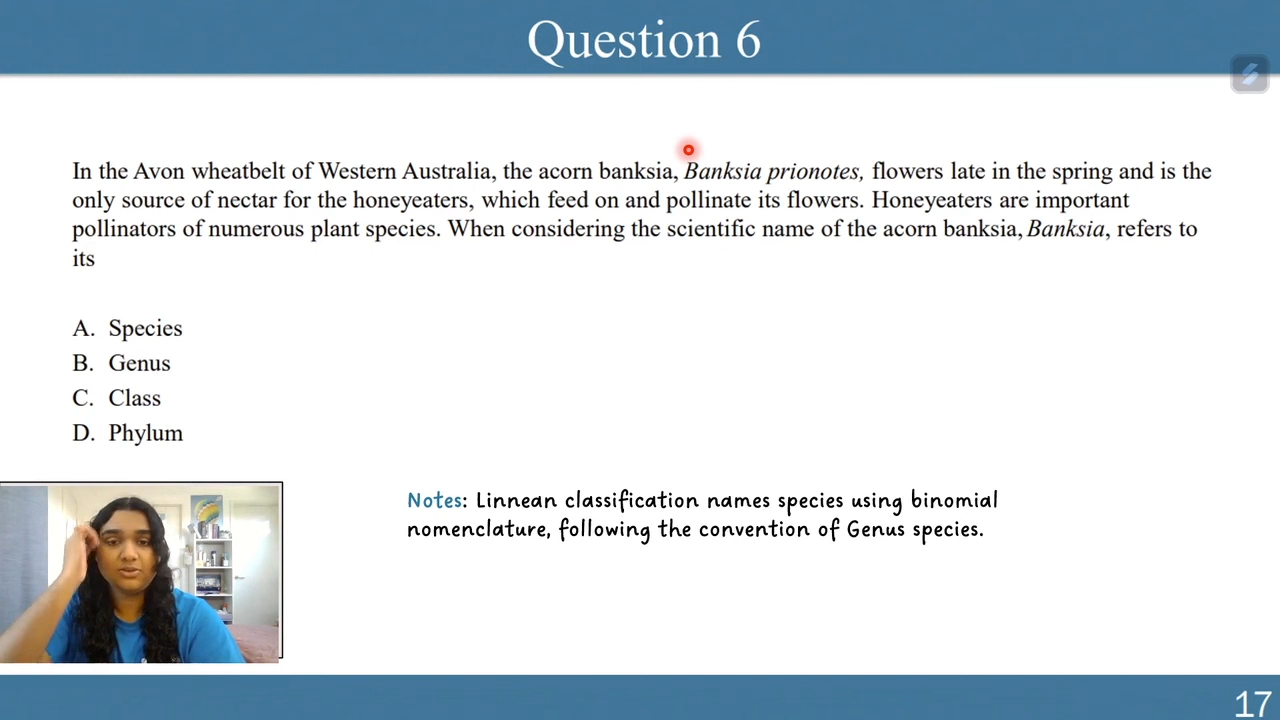 Question 6
In the Avon wheatbelt of Western Australia, the acorn banksia, Banksia prionotes, flowers late in the spring and is the
only source of nectar for the honeyeaters, which feed on and pollinate its flowers. Honeyeaters are important
pollinators of numerous plant species. When considering the scientific name of the acorn banksia, Banksia, refers to
its
A. Species
B. Genus
C. Class
D. Phylum
Notes: Linnean classification names species using binomial
nomenclature, following the convention of Genus species.
17